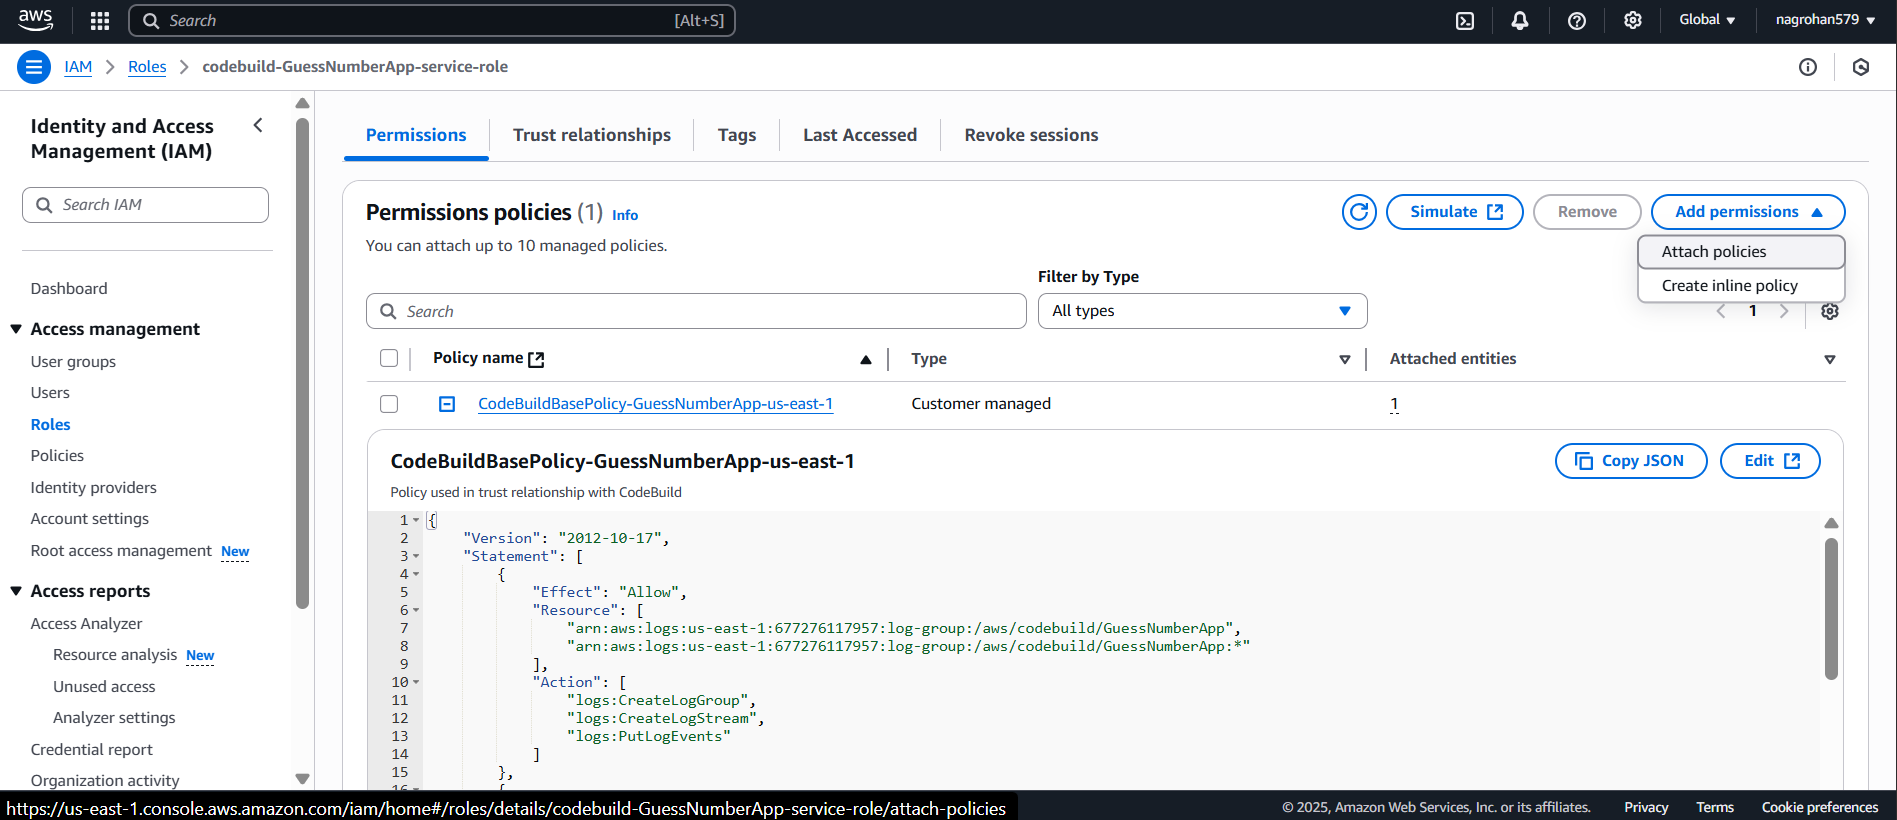 aws
Search [Alt+S]
Global
nagrohan579
IAM > Roles > codebuild-GuessNumberApp-service-role
Identity and Access
Management (IAM)
Search IAM
Dashboard
Access management
User groups
Users
Roles
Policies
Identity providers
Account settings
Root access management New
Access reports
Access Analyzer
Resource analysis New
Unused access
Analyzer settings
Credential report
Organization activity
Permissions
Trust relationships
Tags
Last Accessed
Revoke sessions
Permissions policies (1) Info
You can attach up to 10 managed policies.
Simulate
Remove
Add permissions
Attach policies
Create inline policy
Filter by Type
Search
All types
1
Policy name
Type
Attached entities
CodeBuildBasePolicy-GuessNumberApp-us-east-1
Customer managed
1
CodeBuildBasePolicy-GuessNumberApp-us-east-1
Policy used in trust relationship with CodeBuild
Copy JSON
Edit
1 {
2 "Version": "2012-10-17",
3 "Statement": [
4 {
5 "Effect": "Allow",
6 "Resource": [
7 "arn:aws:logs:us-east-1:677276117957:log-group:/aws/codebuild/GuessNumberApp",
8 "arn:aws:logs:us-east-1:677276117957:log-group:/aws/codebuild/GuessNumberApp:*"
9 ],
10 "Action": [
11 "logs:CreateLogGroup",
12 "logs:CreateLogStream",
13 "logs:PutLogEvents"
14 ]
15 },
16 {
https://us-east-1.console.aws.amazon.com/iam/home#/roles/details/codebuild-GuessNumberApp-service-role/attach-policies
© 2025, Amazon Web Services, Inc. or its affiliates.
Privacy
Terms
Cookie preferences